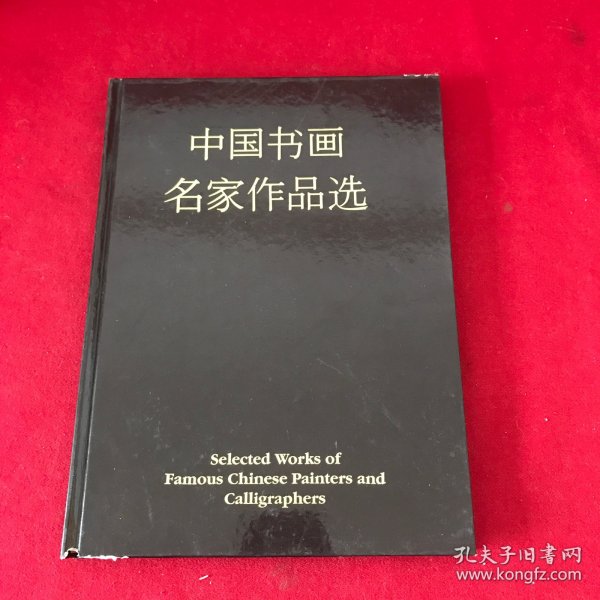 中国书画
名家作品选
Selected Works of
Famous Chinese Painters and
Calligraphers
孔夫子旧書网
www.kongfz.com